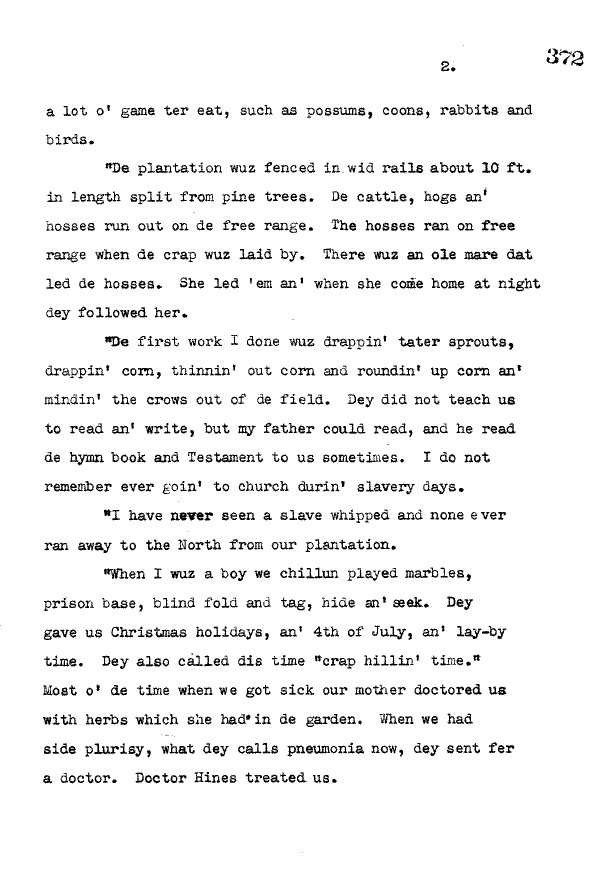 372
2.
a lot o' game ter eat, such as possums, coons, rabbits and
birds.
"De plantation wuz fenced in wid rails about 10 ft.
in length split from pine trees. De cattle, hogs an'
hosses run out on de free range. The hosses ran on free
range when de crap wuz laid by. There wuz an ole mare dat
led de hosses. She led 'em an' when she come home at night
dey followed her.
"De first work I done wuz drappin' tater sprouts,
drappin' corn, thinnin' out corn and roundin' up corn an'
mindin' the crows out of de field. Dey did not teach us
to read an' write, but my father could read, and he read
de hymn book and Testament to us sometimes. I do not
remember ever goin' to church durin' slavery days.
"I have never seen a slave whipped and none ever
ran away to the North from our plantation.
"When I wuz a boy we chillun played marbles,
prison base, blind fold and tag, hide an' seek. Dey
gave us Christmas holidays, an' 4th of July, an' lay-by
time. Dey also called dis time "crap hillin' time."
Most o' de time when we got sick our mother doctored us
with herbs which she had in de garden. When we had
side plurisy, what dey calls pneumonia now, dey sent fer
a doctor. Doctor Hines treated us.